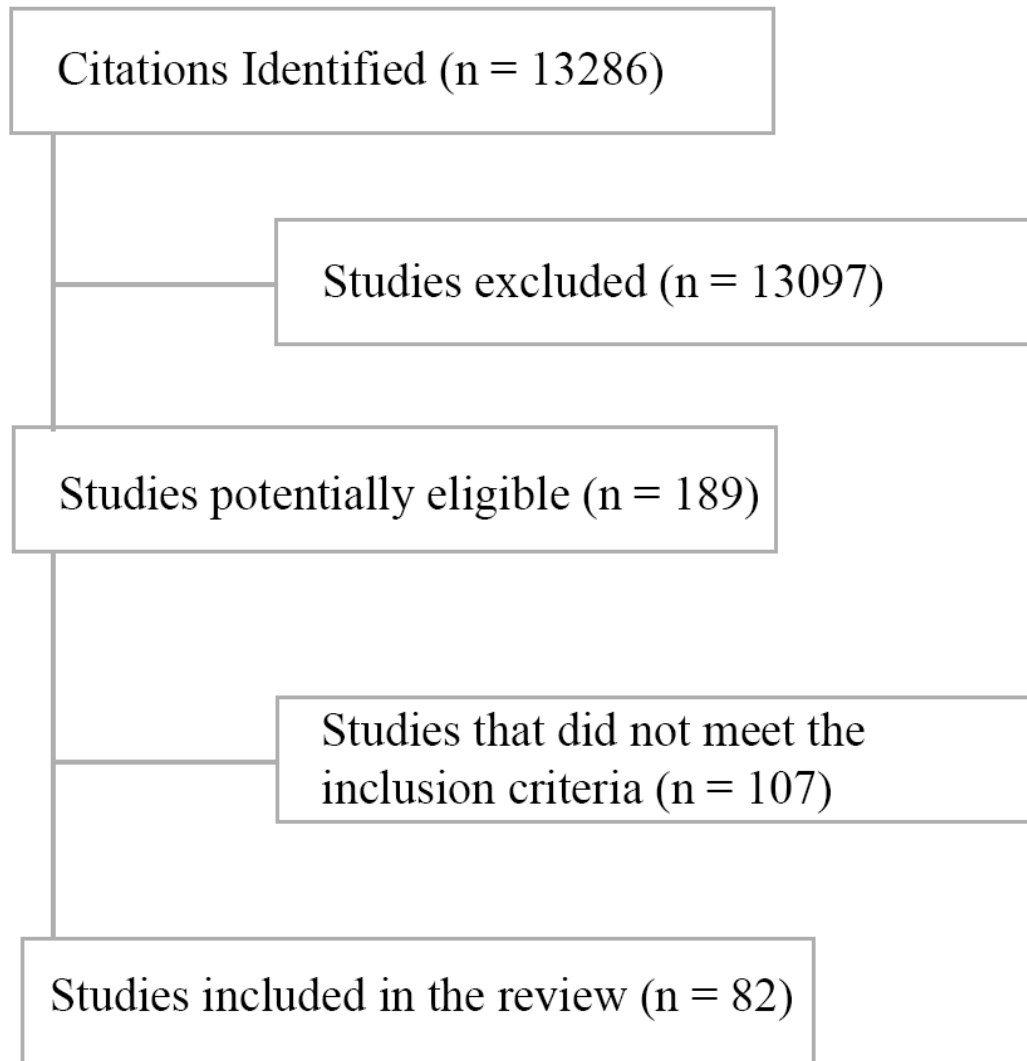 Citations Identified (n = 13286)
Studies excluded (n = 13097)
Studies potentially eligible (n = 189)
Studies that did not meet the
inclusion criteria (n = 107)
Studies included in the review (n = 82)